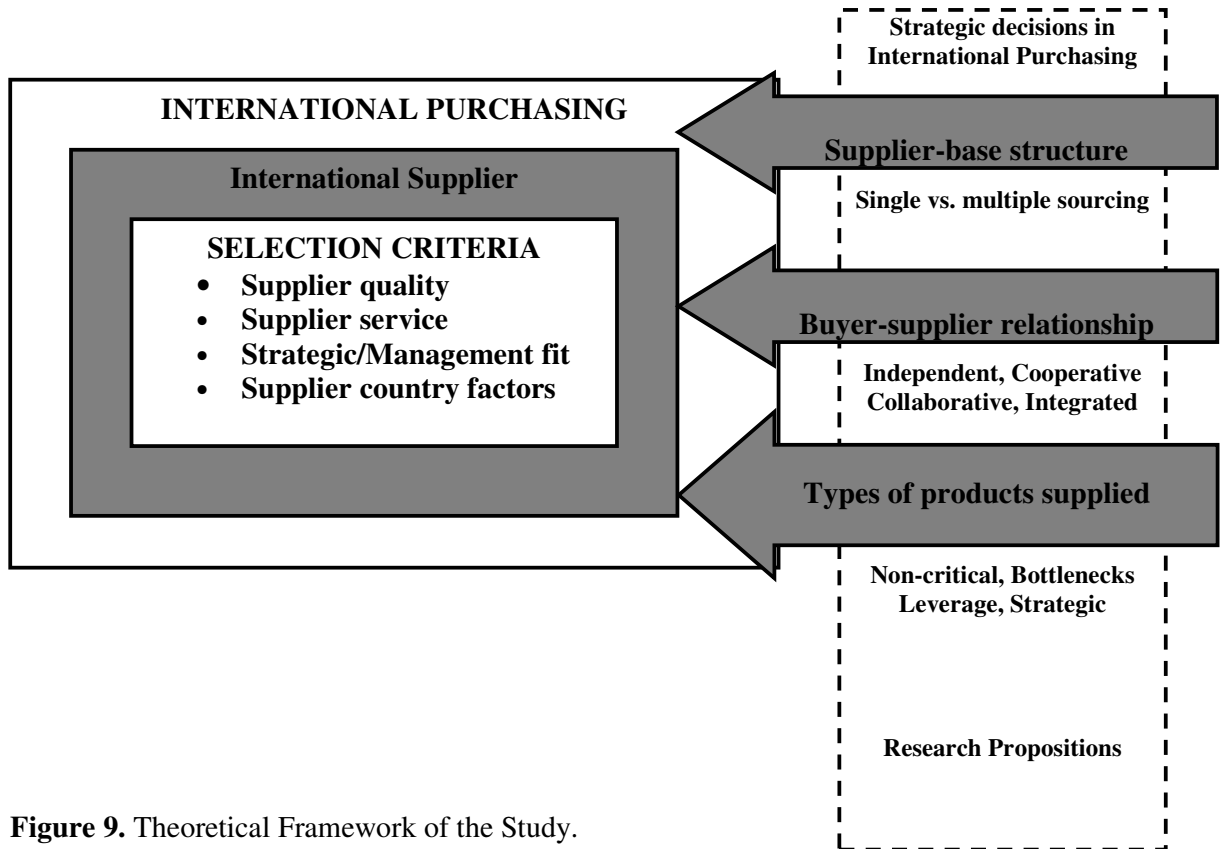 Strategic decisions in
International Purchasing
INTERNATIONAL PURCHASING
International Supplier
SELECTION CRITERIA
• Supplier quality
• Supplier service
• Strategic/Management fit
• Supplier country factors
Supplier-base structure
Single vs. multiple sourcing
Buyer-supplier relationship
Independent, Cooperative
Collaborative, Integrated
Types of products supplied
Non-critical, Bottlenecks
Leverage, Strategic
Research Propositions
Figure 9. Theoretical Framework of the Study.